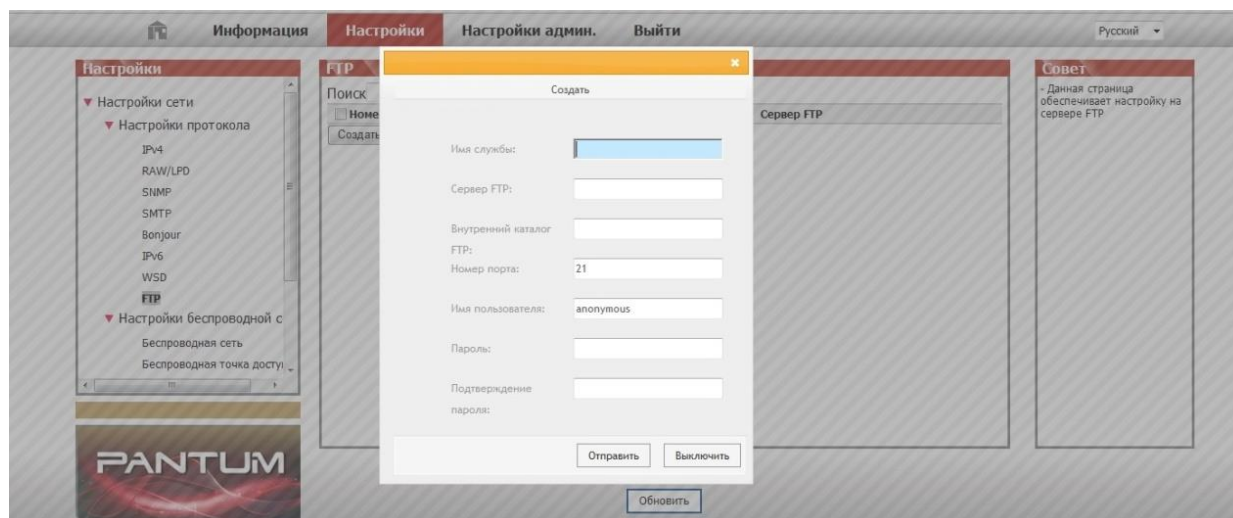 Информация
Настройки
Настройки админ.
Выйти
Русский
Настройки
Настройки сети
Настройки протокола
IPv4
RAW/LPD
SNMP
SMTP
Bonjour
IPv6
WSD
FTP
Настройки беспроводной с
Беспроводная сеть
Беспроводная точка досту
PANTUM
FTP
Поиск
Номе
Сервер FTP
Создать
Создать
Имя службы:
Сервер FTP:
Внутренний каталог
FTP:
Номер порта:
21
Имя пользователя:
anonymous
Пароль:
Подтверждение
пароля:
Отправить
Выключить
Обновить
Совет
- Данная страница
обеспечивает настройку на
сервере FTP